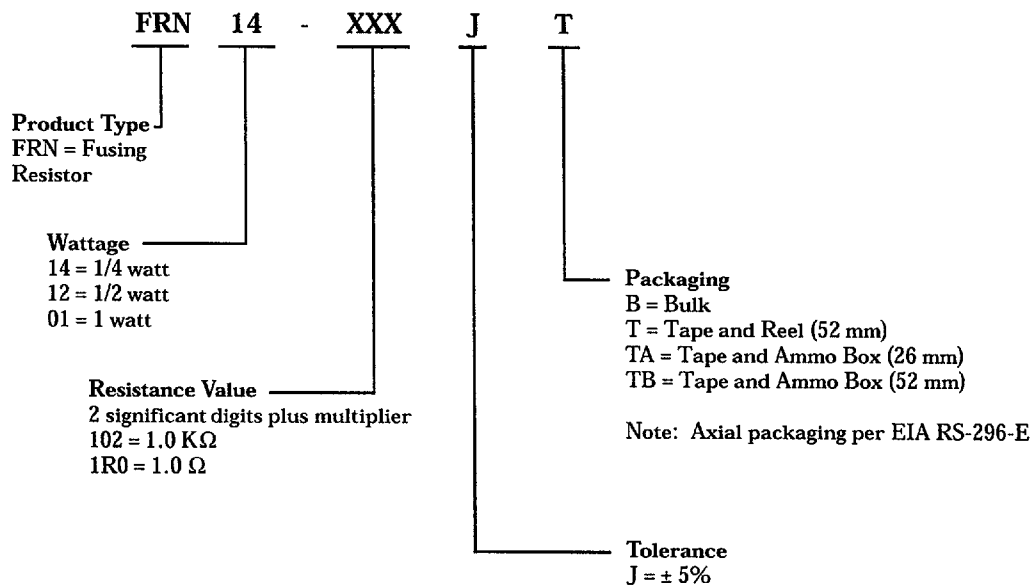 FRN 14 - XXX J T
Product Type
FRN = Fusing
Resistor
Wattage
14 = 1/4 watt
12 = 1/2 watt
01 = 1 watt
Resistance Value
2 significant digits plus multiplier
102 = 1.0 KΩ
1R0 = 1.0 Ω
Packaging
B = Bulk
T = Tape and Reel (52 mm)
TA = Tape and Ammo Box (26 mm)
TB = Tape and Ammo Box (52 mm)
Note: Axial packaging per EIA RS-296-E
Tolerance
J = ± 5%